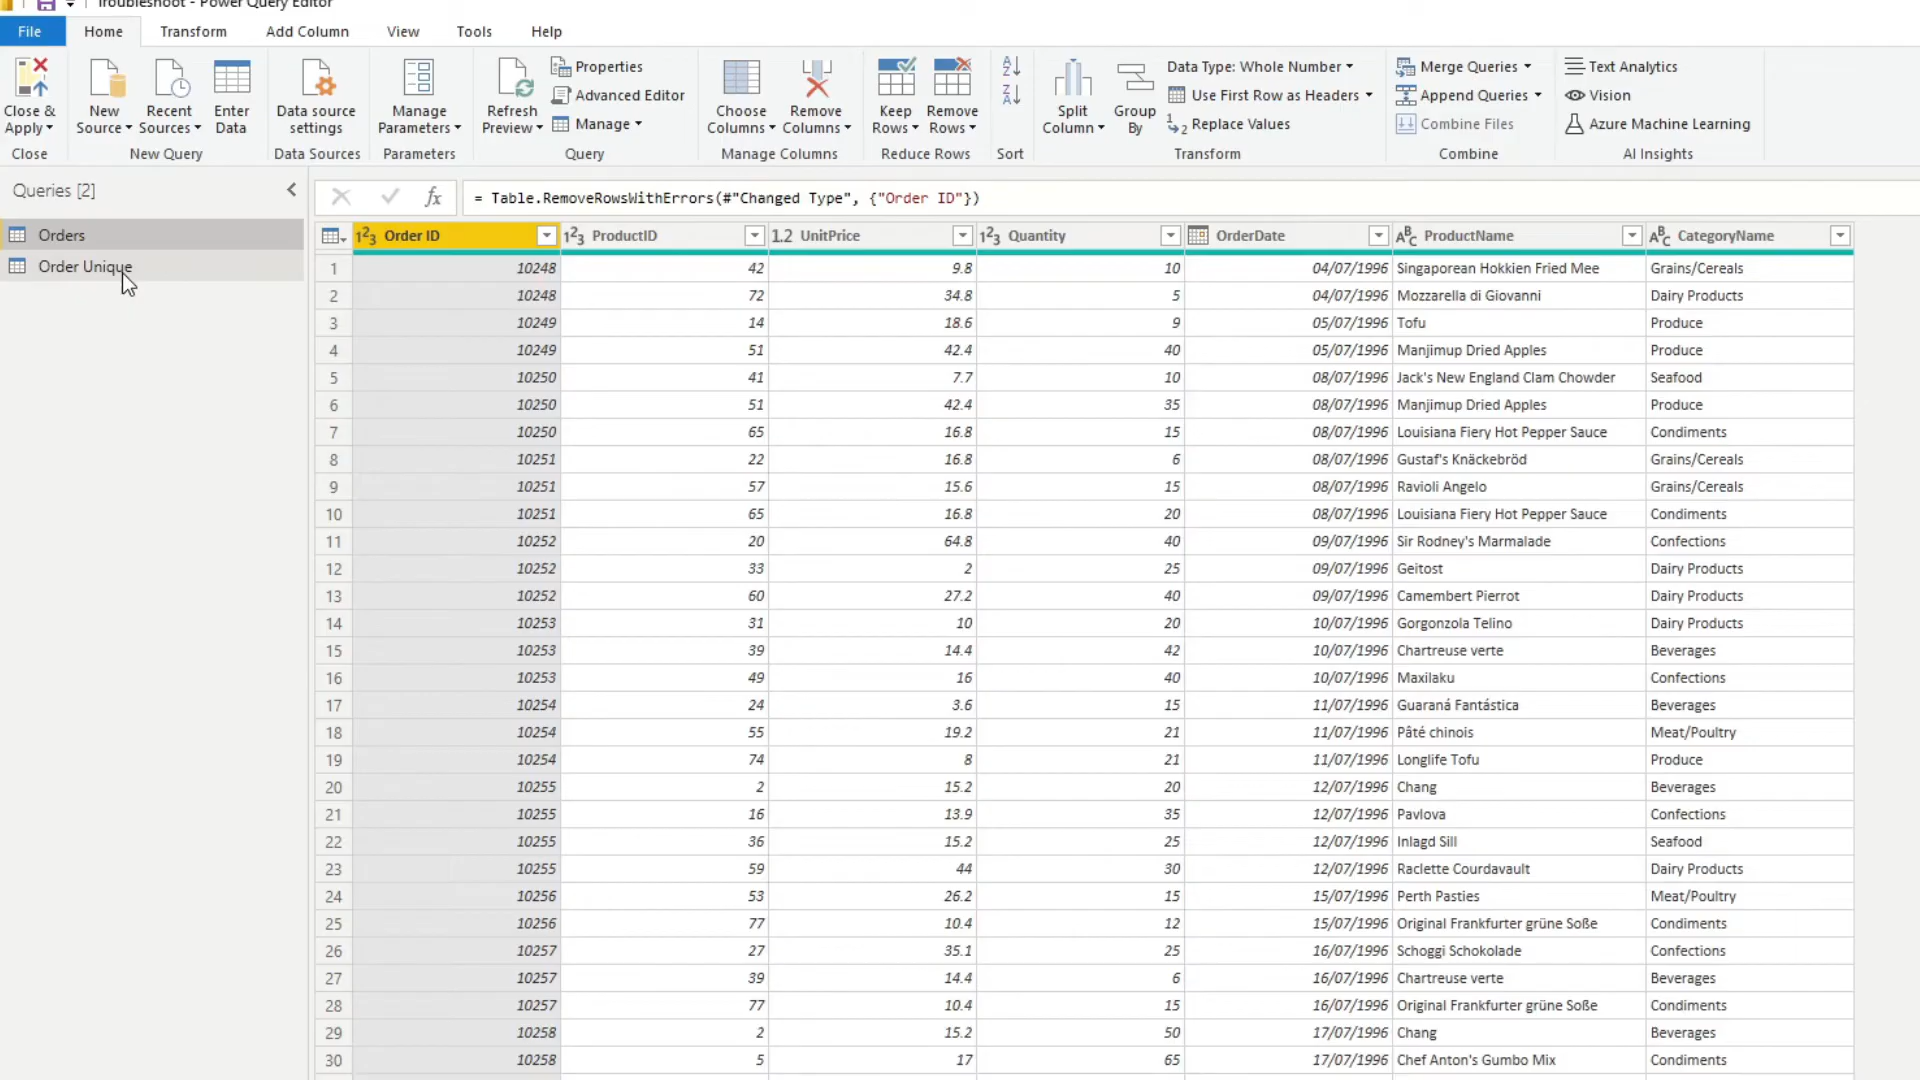 Troubleshoot - Power Query Editor
File Home Transform Add Column View Tools Help
Close & Apply
Close
New Source
Recent Sources
Enter Data
New Query
Data source settings
Data Sources
Manage Parameters
Parameters
Refresh Preview
Properties
Advanced Editor
Manage
Query
Choose Columns
Remove Columns
Manage Columns
Keep Rows
Remove Rows
Reduce Rows
Sort
Split Column
Group By
Data Type: Whole Number
Use First Row as Headers
Replace Values
Transform
Merge Queries
Append Queries
Combine Files
Combine
Text Analytics
Vision
Azure Machine Learning
AI Insights
Queries [2]
Orders
Order Unique
= Table.RemoveRowsWithErrors(#"Changed Type", {"Order ID"})
Order ID ProductID 1.2 UnitPrice Quantity OrderDate ProductName CategoryName
1 10248 42 9.8 10 04/07/1996 Singaporean Hokkien Fried Mee Grains/Cereals
2 10248 72 34.8 5 04/07/1996 Mozzarella di Giovanni Dairy Products
3 10249 14 18.6 9 05/07/1996 Tofu Produce
4 10249 51 42.4 40 05/07/1996 Manjimup Dried Apples Produce
5 10250 41 7.7 10 08/07/1996 Jack's New England Clam Chowder Seafood
6 10250 51 42.4 35 08/07/1996 Manjimup Dried Apples Produce
7 10250 65 16.8 15 08/07/1996 Louisiana Fiery Hot Pepper Sauce Condiments
8 10251 22 16.8 6 08/07/1996 Gustaf's Knäckebröd Grains/Cereals
9 10251 57 15.6 15 08/07/1996 Ravioli Angelo Grains/Cereals
10 10251 65 16.8 20 08/07/1996 Louisiana Fiery Hot Pepper Sauce Condiments
11 10252 20 64.8 40 09/07/1996 Sir Rodney's Marmalade Confections
12 10252 33 2 25 09/07/1996 Geitost Dairy Products
13 10252 60 27.2 40 09/07/1996 Camembert Pierrot Dairy Products
14 10253 31 10 20 10/07/1996 Gorgonzola Telino Dairy Products
15 10253 39 14.4 42 10/07/1996 Chartreuse verte Beverages
16 10253 49 16 40 10/07/1996 Maxilaku Confections
17 10254 24 3.6 15 11/07/1996 Guaraná Fantástica Beverages
18 10254 55 19.2 21 11/07/1996 Pâté chinois Meat/Poultry
19 10254 74 8 21 11/07/1996 Longlife Tofu Produce
20 10255 2 15.2 20 12/07/1996 Chang Beverages
21 10255 16 13.9 35 12/07/1996 Pavlova Confections
22 10255 36 15.2 25 12/07/1996 Inlagd Sill Seafood
23 10255 59 44 30 12/07/1996 Raclette Courdavault Dairy Products
24 10256 53 26.2 15 15/07/1996 Perth Pasties Meat/Poultry
25 10256 77 10.4 12 15/07/1996 Original Frankfurter grüne Soße Condiments
26 10257 27 35.1 25 16/07/1996 Schoggi Schokolade Confections
27 10257 39 14.4 6 16/07/1996 Chartreuse verte Beverages
28 10257 77 10.4 15 16/07/1996 Original Frankfurter grüne Soße Condiments
29 10258 2 15.2 50 17/07/1996 Chang Beverages
30 10258 5 17 65 17/07/1996 Chef Anton's Gumbo Mix Condiments